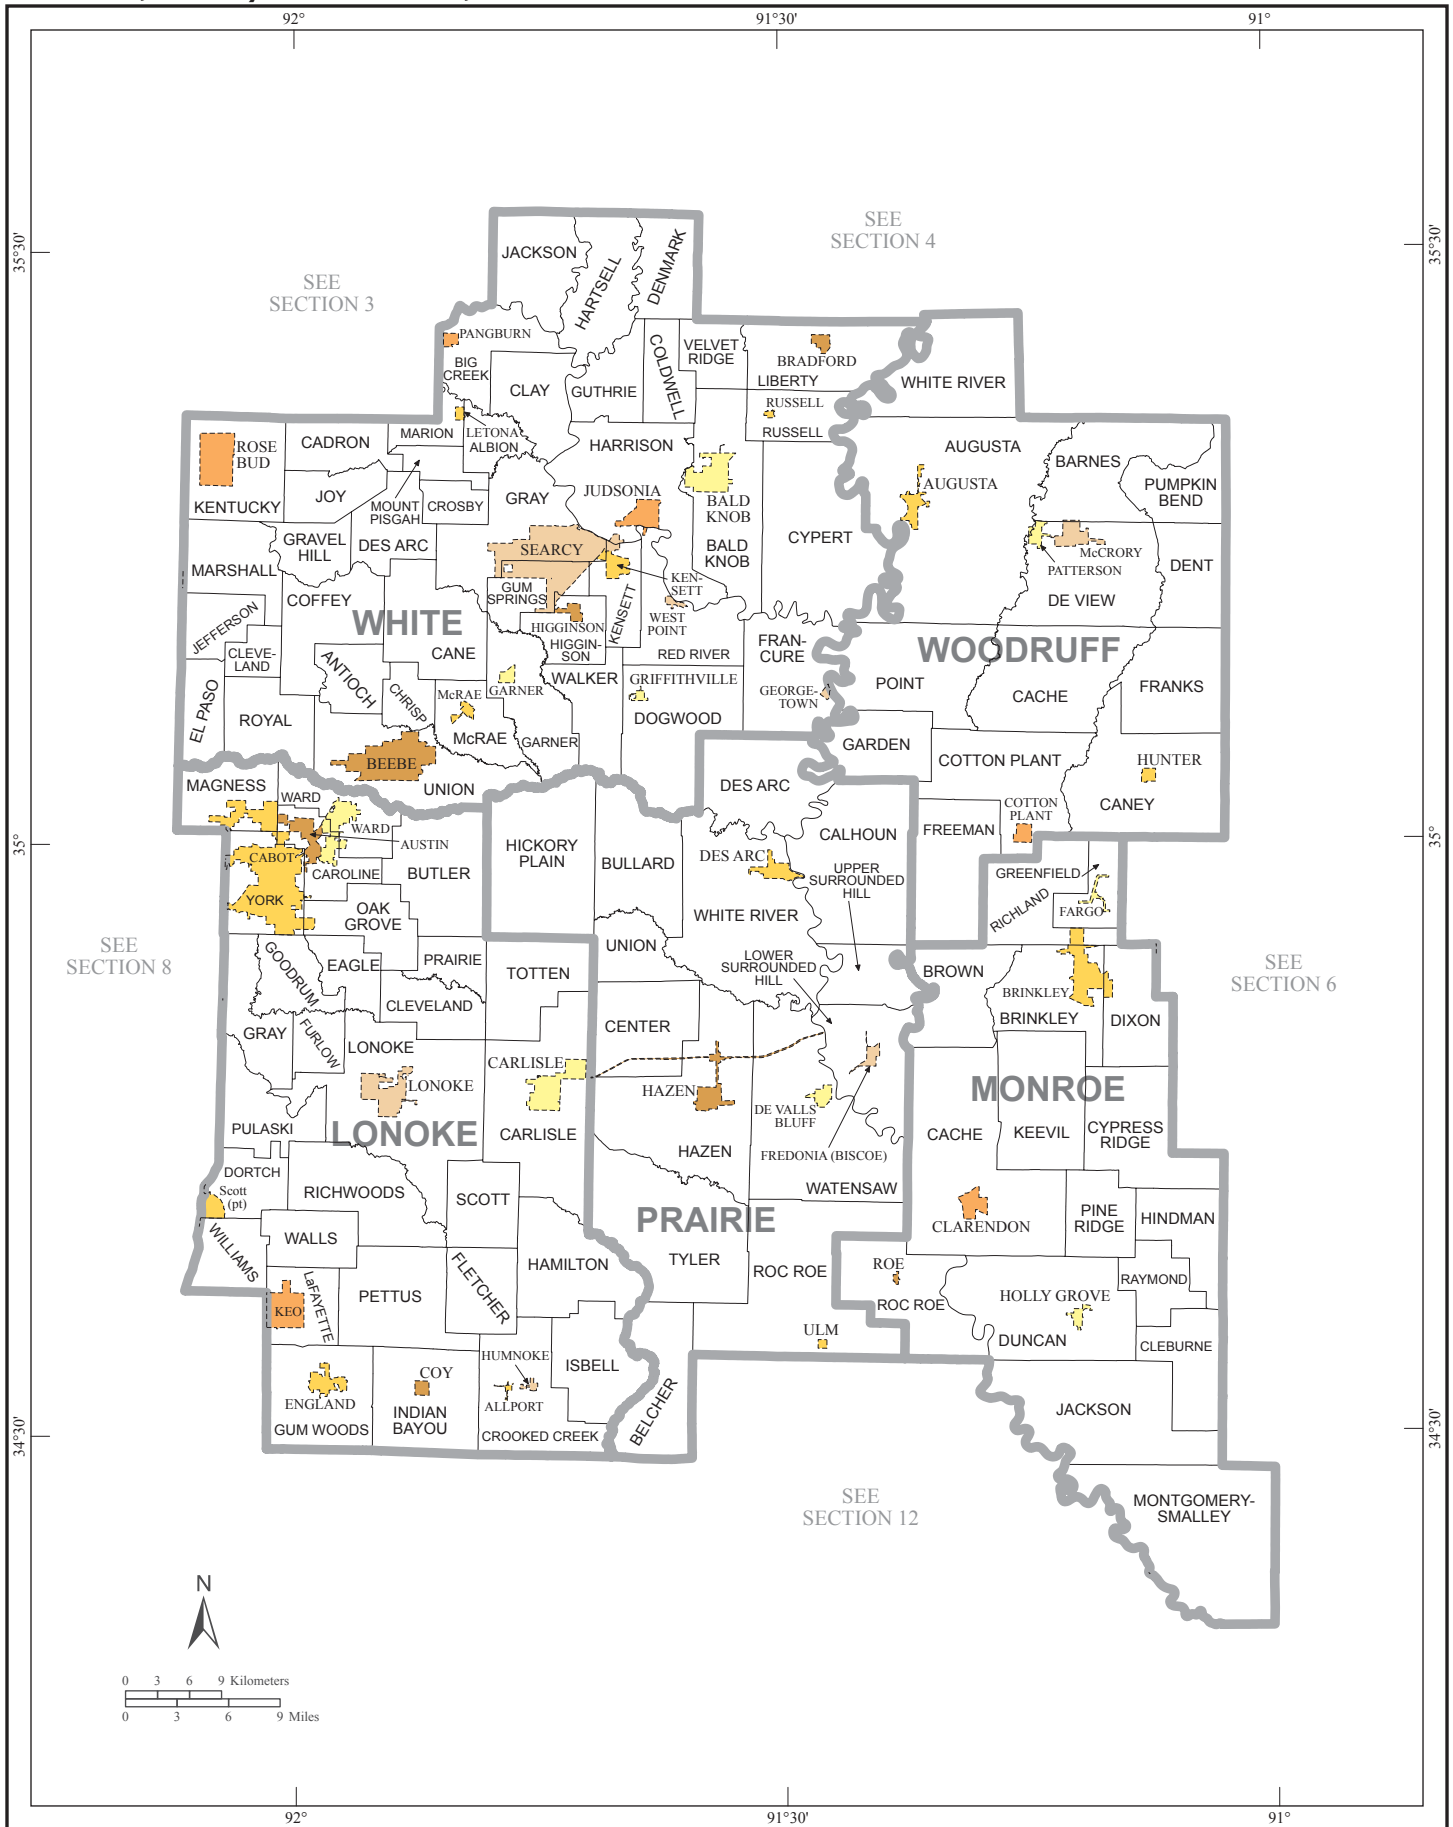 92°
91°30'
91°
35°30'
35°30'
SEE
SECTION 4
SEE
SECTION 3
JACKSON
HARTSELL
DENMARK
PANGBURN
BIG
CREEK
CLAY
GUTHRIE
COLDWELL
VELVET
RIDGE
BRADFORD
LIBERTY
WHITE RIVER
RUSSELL
RUSSELL
LETONA
ALBION
MARION
CADRON
ROSE
BUD
HARRISON
AUGUSTA
BARNES
PUMPKIN
BEND
KENTUCKY
JOY
MOUNT
PISGAH
CROSBY
GRAY
JUDSONIA
BALD
KNOB
AUGUSTA
GRAVEL
HILL
DES ARC
SEARCY
BALD
KNOB
CYPERT
McCRORY
PATTERSON
DENT
MARSHALL
GUM
SPRINGS
KEN-
SETT
DE VIEW
COFFEY
JEFFERSON
WHITE
HIGGINSON
HIGGIN-
SON
KENSETT
WEST
POINT
CLEVE-
LAND
CANE
RED RIVER
FRAN-
CURE
WOODRUFF
ANTIOCH
CHRISP
GARNER
WALKER
GRIFFITHVILLE
GEORGE-
TOWN
POINT
CACHE
FRANKS
EL PASO
ROYAL
McRAE
McRAE
GARNER
DOGWOOD
GARDEN
COTTON PLANT
HUNTER
BEEBE
UNION
MAGNESS
WARD
DES ARC
CANEY
COTTON
PLANT
FREEMAN
WARD
AUSTIN
CALHOUN
35°
35°
CABOT
CAROLINE
BUTLER
HICKORY
PLAIN
BULLARD
DES ARC
UPPER
SURROUNDED
HILL
GREENFIELD
YORK
OAK
GROVE
WHITE RIVER
RICHLAND
FARGO
SEE
SECTION 8
GOODRUM
EAGLE
PRAIRIE
TOTTEN
UNION
LOWER
SURROUNDED
HILL
BROWN
SEE
SECTION 6
CLEVELAND
BRINKLEY
BRINKLEY
DIXON
GRAY
FURLOW
LONOKE
CENTER
CARLISLE
LONOKE
HAZEN
DE VALLS
BLUFF
MONROE
PULASKI
LONOKE
CARLISLE
HAZEN
FREDONIA (BISCOE)
CACHE
KEEVIL
CYPRESS
RIDGE
DORTCH
Scott
(pt)
RICHWOODS
SCOTT
WATENSAW
CLARENDON
PINE
RIDGE
HINDMAN
PRAIRIE
WILLIAMS
WALLS
FLETCHER
HAMILTON
TYLER
ROC ROE
ROE
RAYMOND
KEO
LaFAYETTE
PETTUS
ROC ROE
HOLLY GROVE
ULM
DUNCAN
CLEBURNE
HUMNOKE
ISBELL
ENGLAND
COY
ALLPORT
GUM WOODS
INDIAN
BAYOU
CROOKED CREEK
BELCHER
JACKSON
34°30'
34°30'
SEE
SECTION 12
MONTGOMERY-
SMALLEY
N
0 3 6 9 Kilometers
0 3 6 9 Miles
92°
91°30'
91°